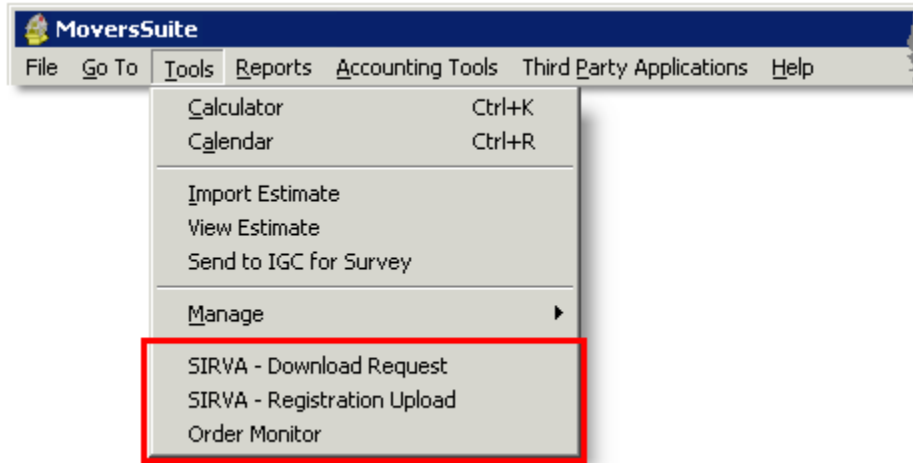 MoversSuite
File Go To Tools Reports Accounting Tools Third Party Applications Help
Calculator Ctrl+K
Calendar Ctrl+R
Import Estimate
View Estimate
Send to IGC for Survey
Manage
SIRVA - Download Request
SIRVA - Registration Upload
Order Monitor